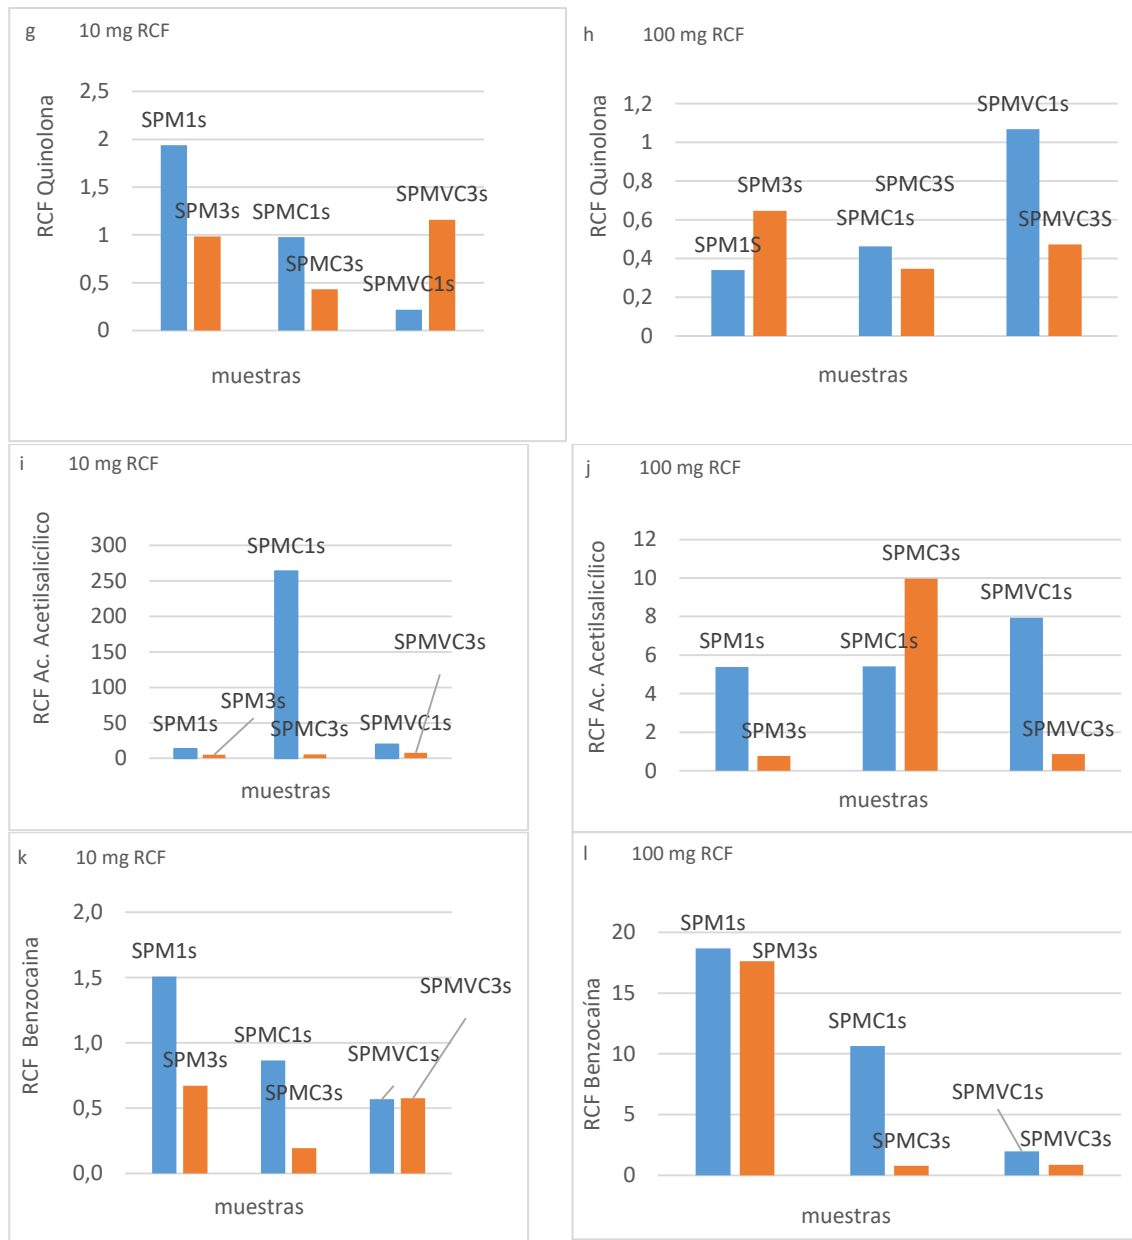 g 10 mg RCF
RCF Quinolona
2,5
2
1,5
1
0,5
0
SPM1s
SPM3s
SPMC1s
SPMC3s
SPMVC1s
SPMVC3s
muestras
h 100 mg RCF
RCF Quinolona
1,2
1
0,8
0,6
0,4
0,2
0
SPM1S
SPM3s
SPMC1s
SPMC3S
SPMVC1s
SPMVC3S
muestras
i 10 mg RCF
RCF Ac. Acetilsalicílico
300
250
200
150
100
50
0
SPM1s
SPM3s
SPMC1s
SPMC3s
SPMVC1s
SPMVC3s
muestras
j 100 mg RCF
RCF Ac. Acetilsalicílico
12
10
8
6
4
2
0
SPM1s
SPM3s
SPMC1s
SPMC3s
SPMVC1s
SPMVC3s
muestras
k 10 mg RCF
RCF Benzocaina
2,0
1,5
1,0
0,5
0,0
SPM1s
SPM3s
SPMC1s
SPMC3s
SPMVC1s
SPMVC3s
muestras
l 100 mg RCF
RCF Benzocaína
20
15
10
5
0
SPM1s
SPM3s
SPMC1s
SPMC3s
SPMVC1s
SPMVC3s
muestras